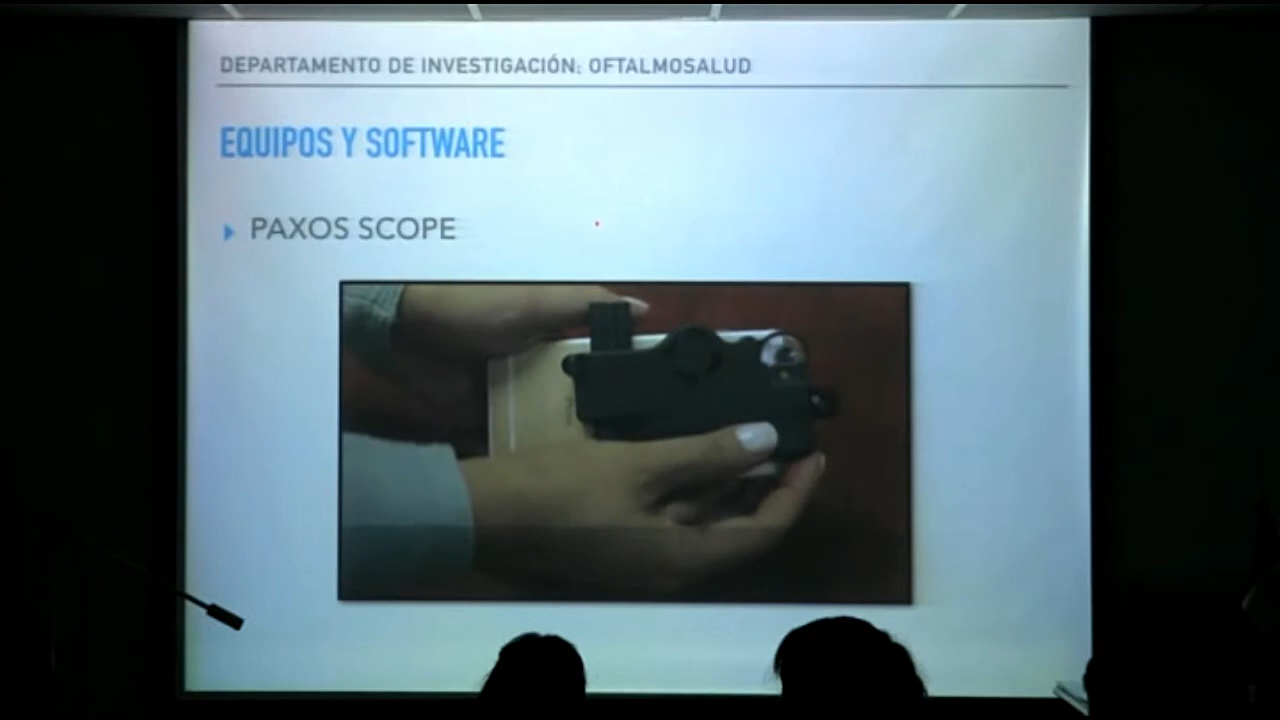 DEPARTAMENTO DE INVESTIGACIÓN: OFTALMOSALUD
EQUIPOS Y SOFTWARE
PAXOS SCOPE